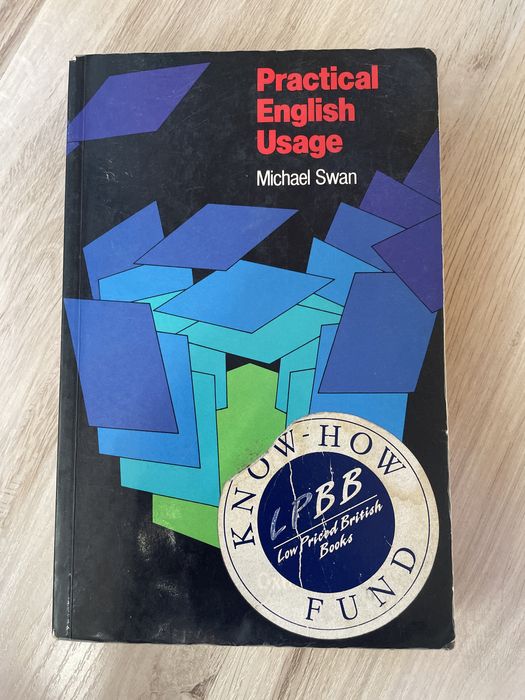 Practical
English
Usage
Michael Swan
KNOW-HOW
LPBB
Low Priced British
Books
FUND